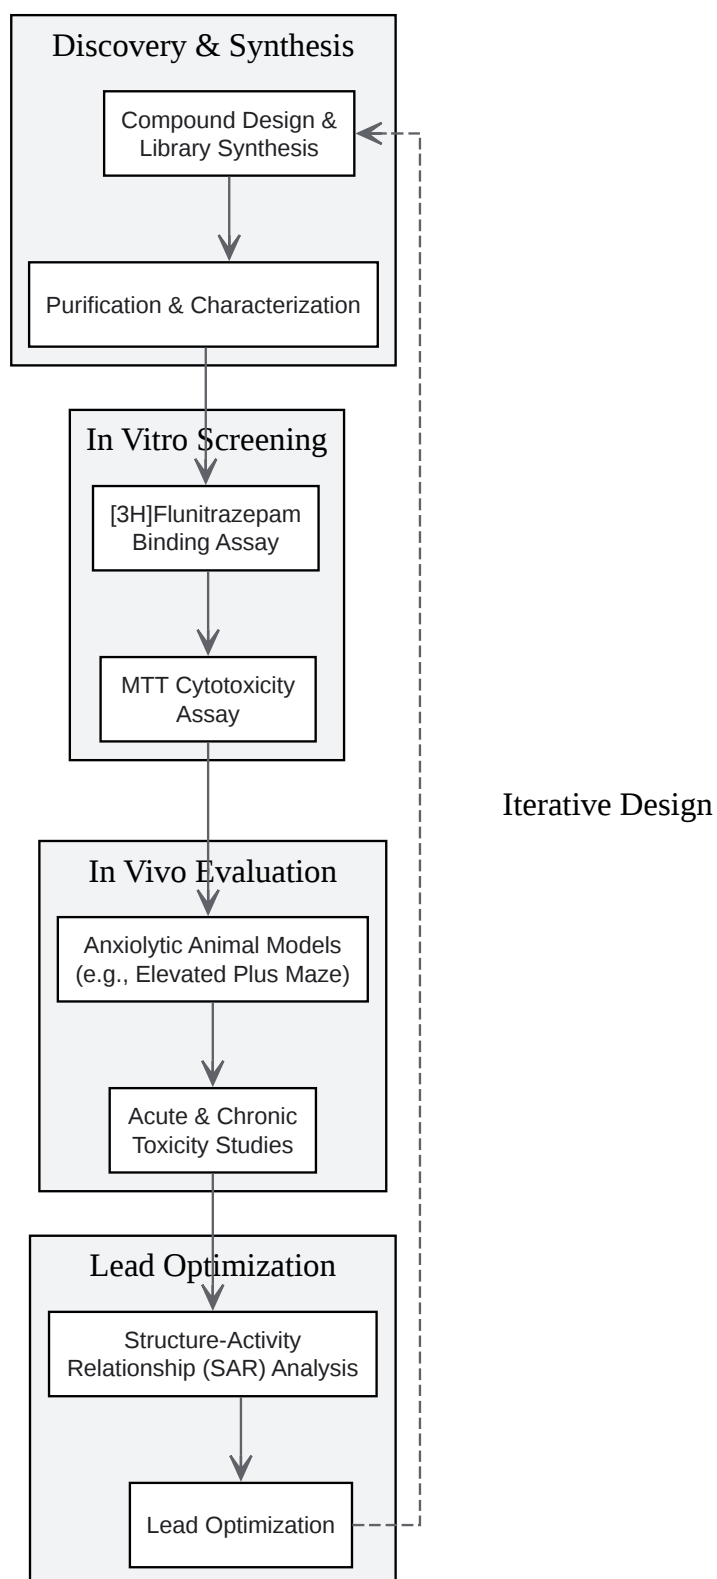 Discovery & Synthesis
Compound Design &
Library Synthesis
Purification & Characterization
In Vitro Screening
[3H]Flunitrazepam
Binding Assay
MTT Cytotoxicity
Assay
Iterative Design
In Vivo Evaluation
Anxiolytic Animal Models
(e.g., Elevated Plus Maze)
Acute & Chronic
Toxicity Studies
Lead Optimization
Structure-Activity
Relationship (SAR) Analysis
Lead Optimization